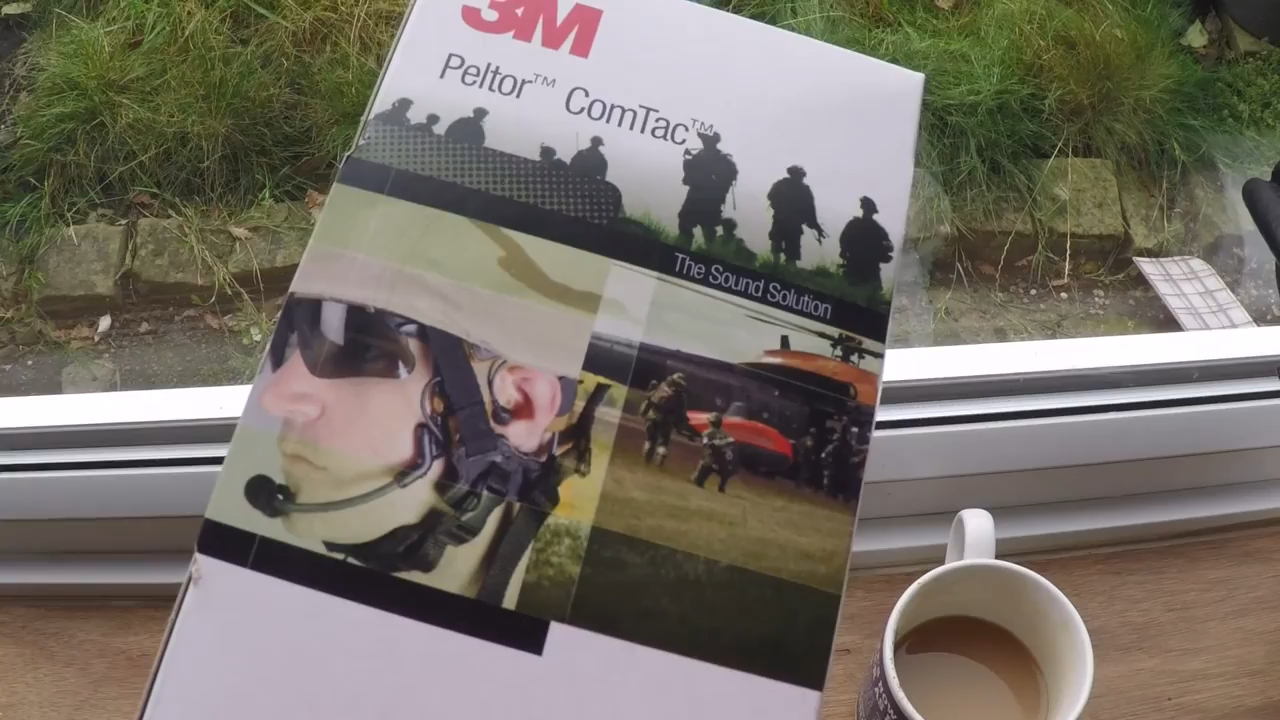 3M
Peltor™ ComTac™
The Sound Solution